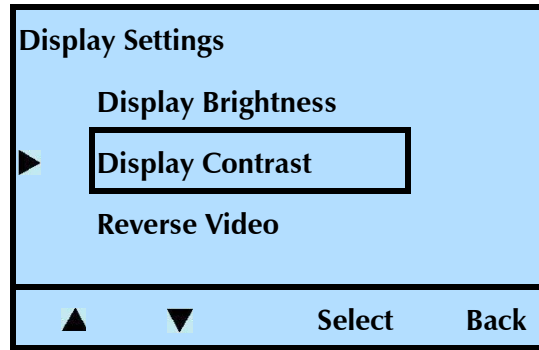 Display Settings
Display Brightness
Display Contrast
Reverse Video
Select Back